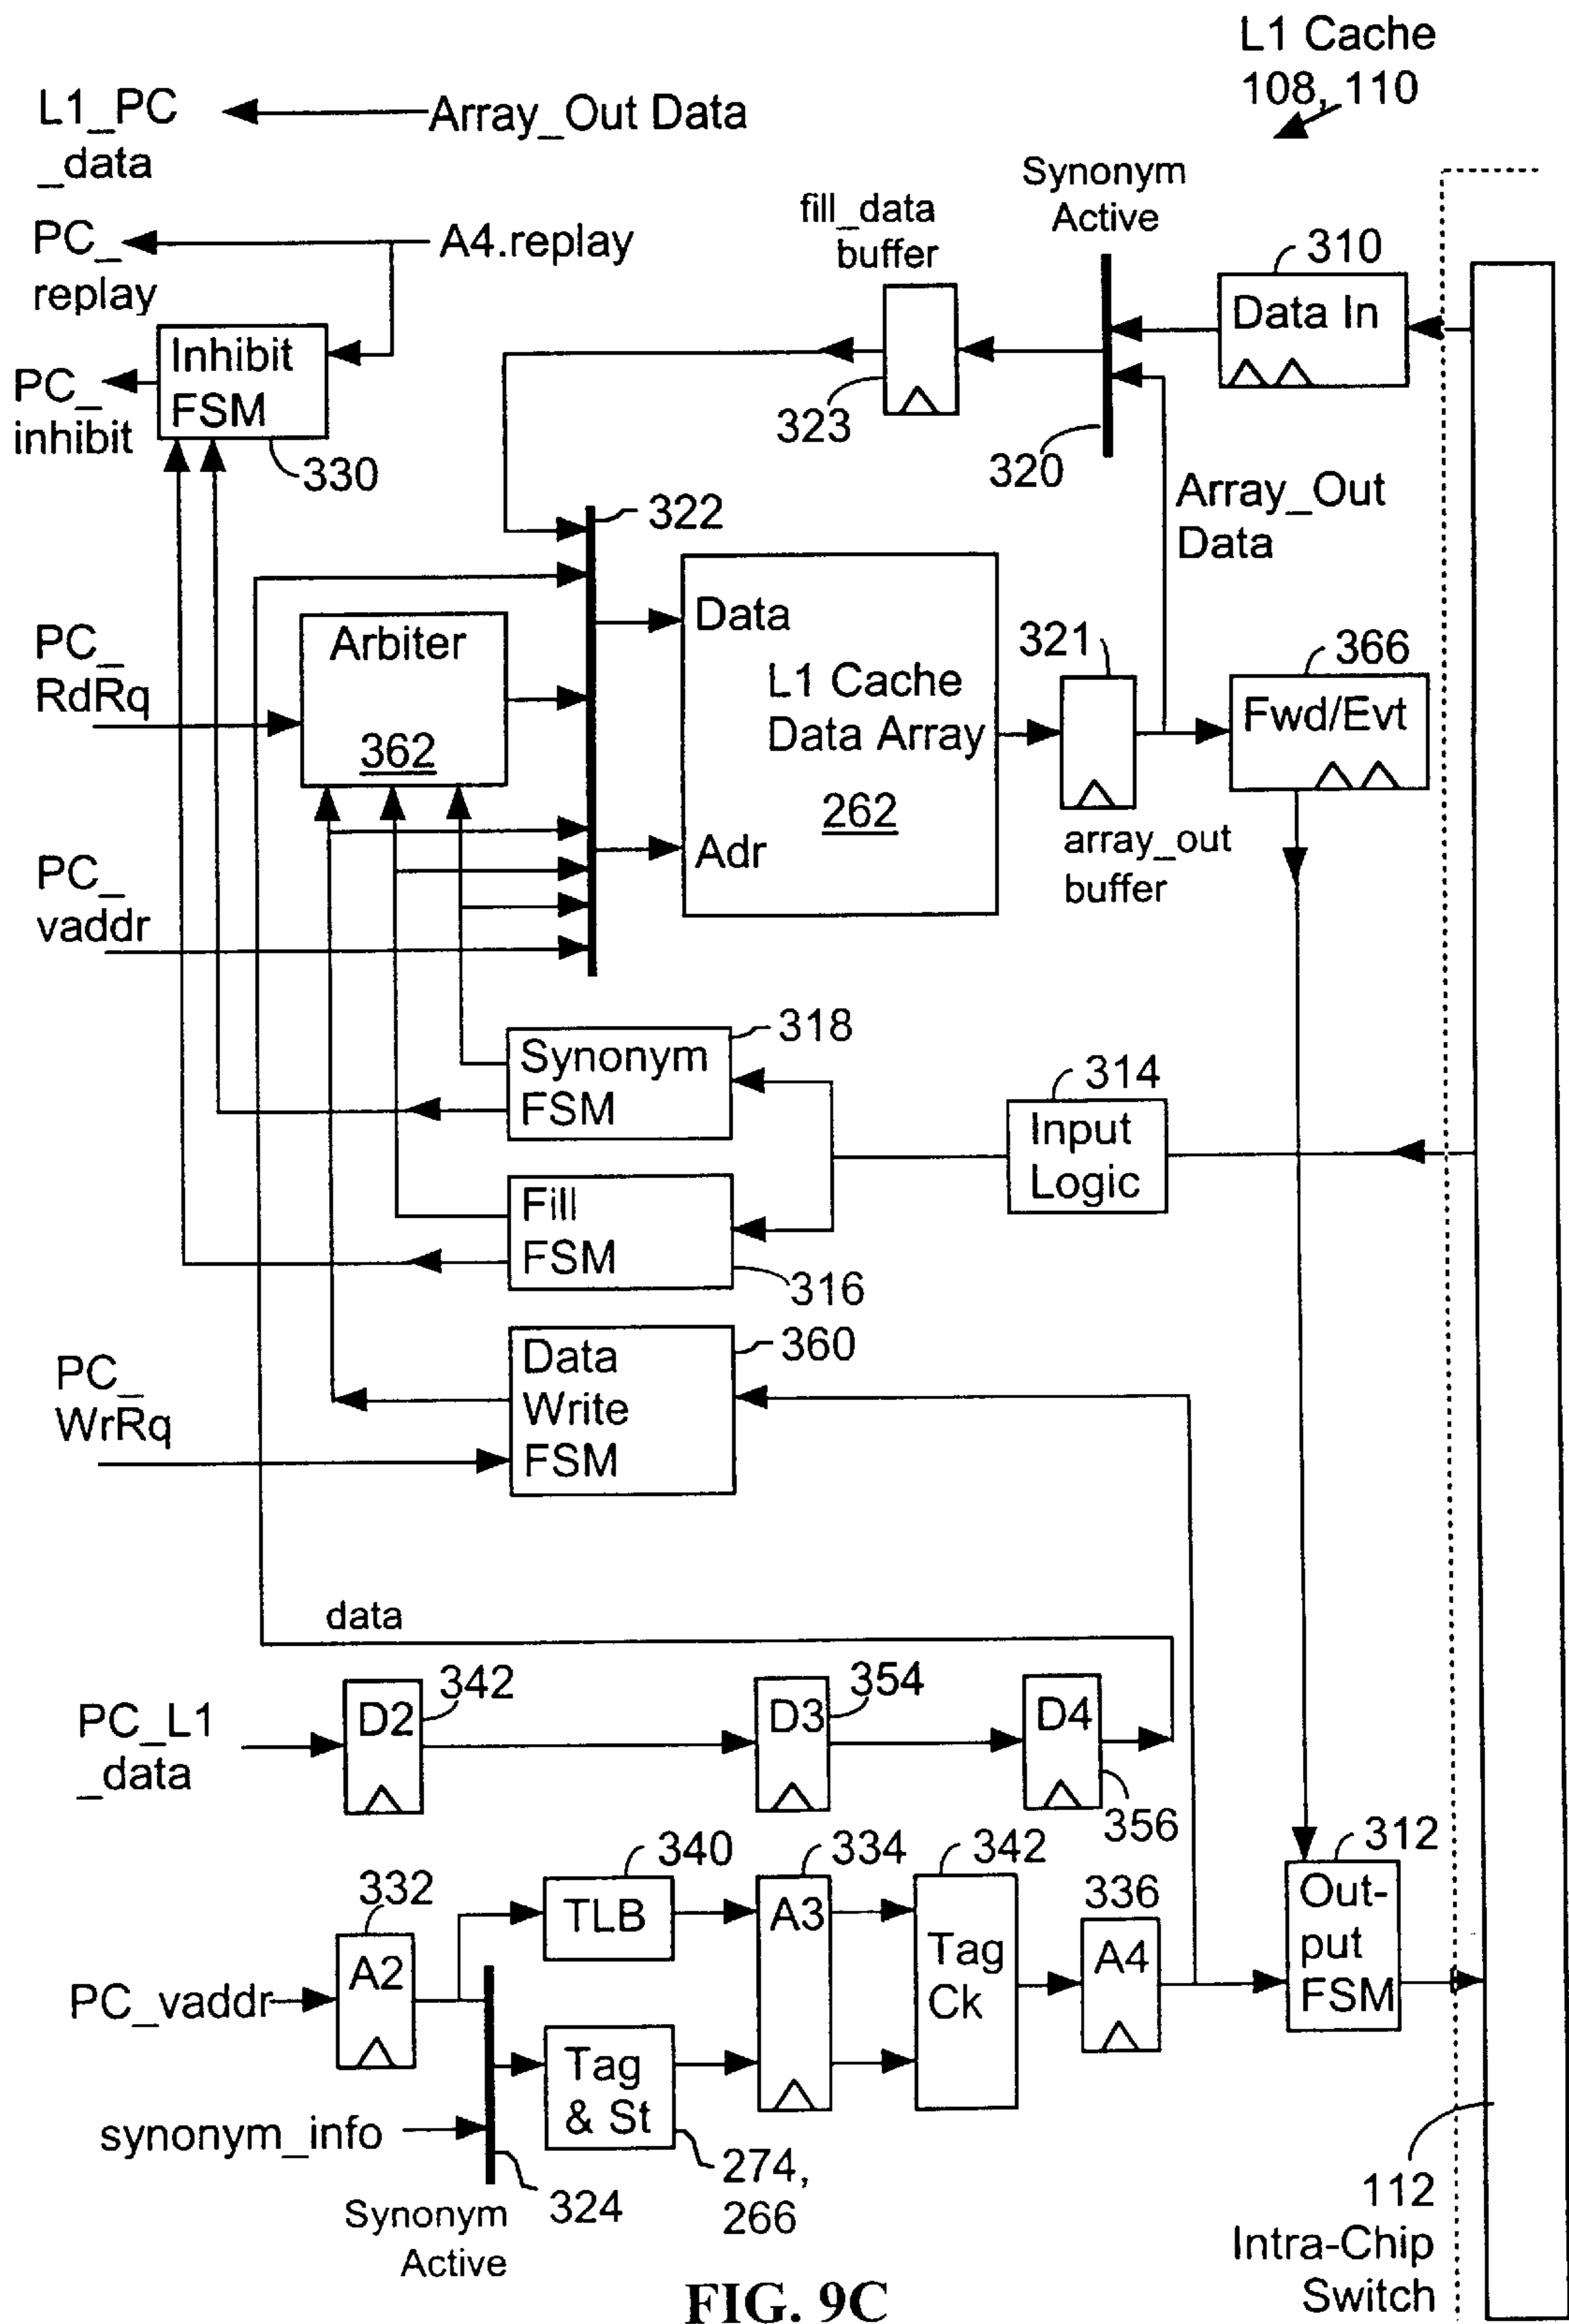 L1 Cache
108, 110
L1_PC
_data
Array_Out Data
PC_
replay
A4.replay
fill_data
buffer
Synonym
Active
310
Data In
Inhibit
FSM
PC_
inhibit
330
323
320
322
Array_Out
Data
PC_
RdRq
Arbiter
362
Data
L1 Cache
Data Array
262
Adr
321
array_out
buffer
366
Fwd/Evt
PC_
vaddr
318
Synonym
FSM
314
Input
Logic
Fill
FSM
316
360
Data
Write
FSM
PC_
WrRq
data
PC_L1
_data
D2
342
D3
354
D4
356
332
A2
340
TLB
334
A3
342
Tag
Ck
336
A4
312
Out-
put
FSM
PC_vaddr
Tag
& St
synonym_info
324
274,
266
Synonym
Active
112
Intra-Chip
Switch
FIG. 9C